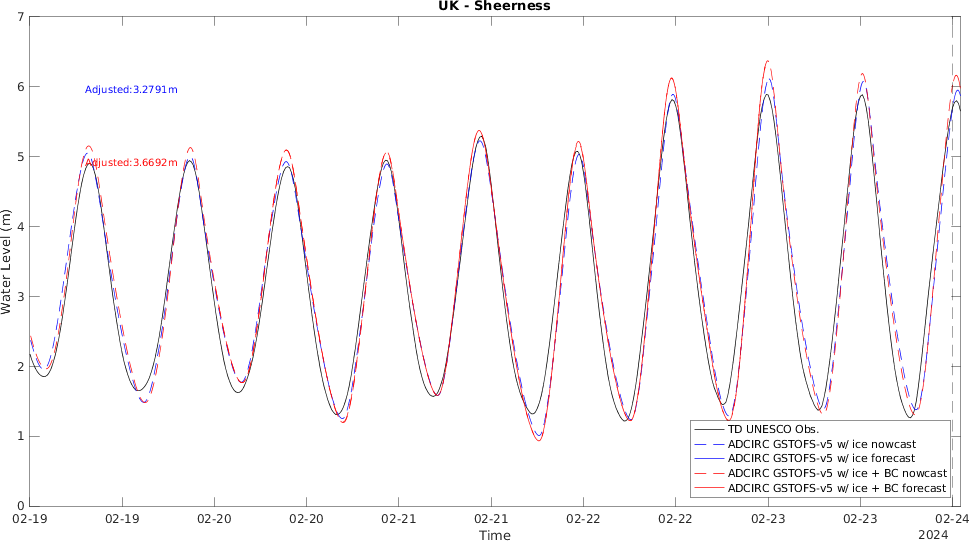 UK - Sheerness
7
6
5
4
3
2
1
0
Water Level (m)
Adjusted:3.2791m
Adjusted:3.6692m
TD UNESCO Obs.
ADCIRC GSTOFS-v5 w/ ice nowcast
ADCIRC GSTOFS-v5 w/ ice forecast
ADCIRC GSTOFS-v5 w/ ice + BC nowcast
ADCIRC GSTOFS-v5 w/ ice + BC forecast
02-19 02-19 02-20 02-20 02-21 02-21 02-22 02-22 02-23 02-23 02-24
Time
2024